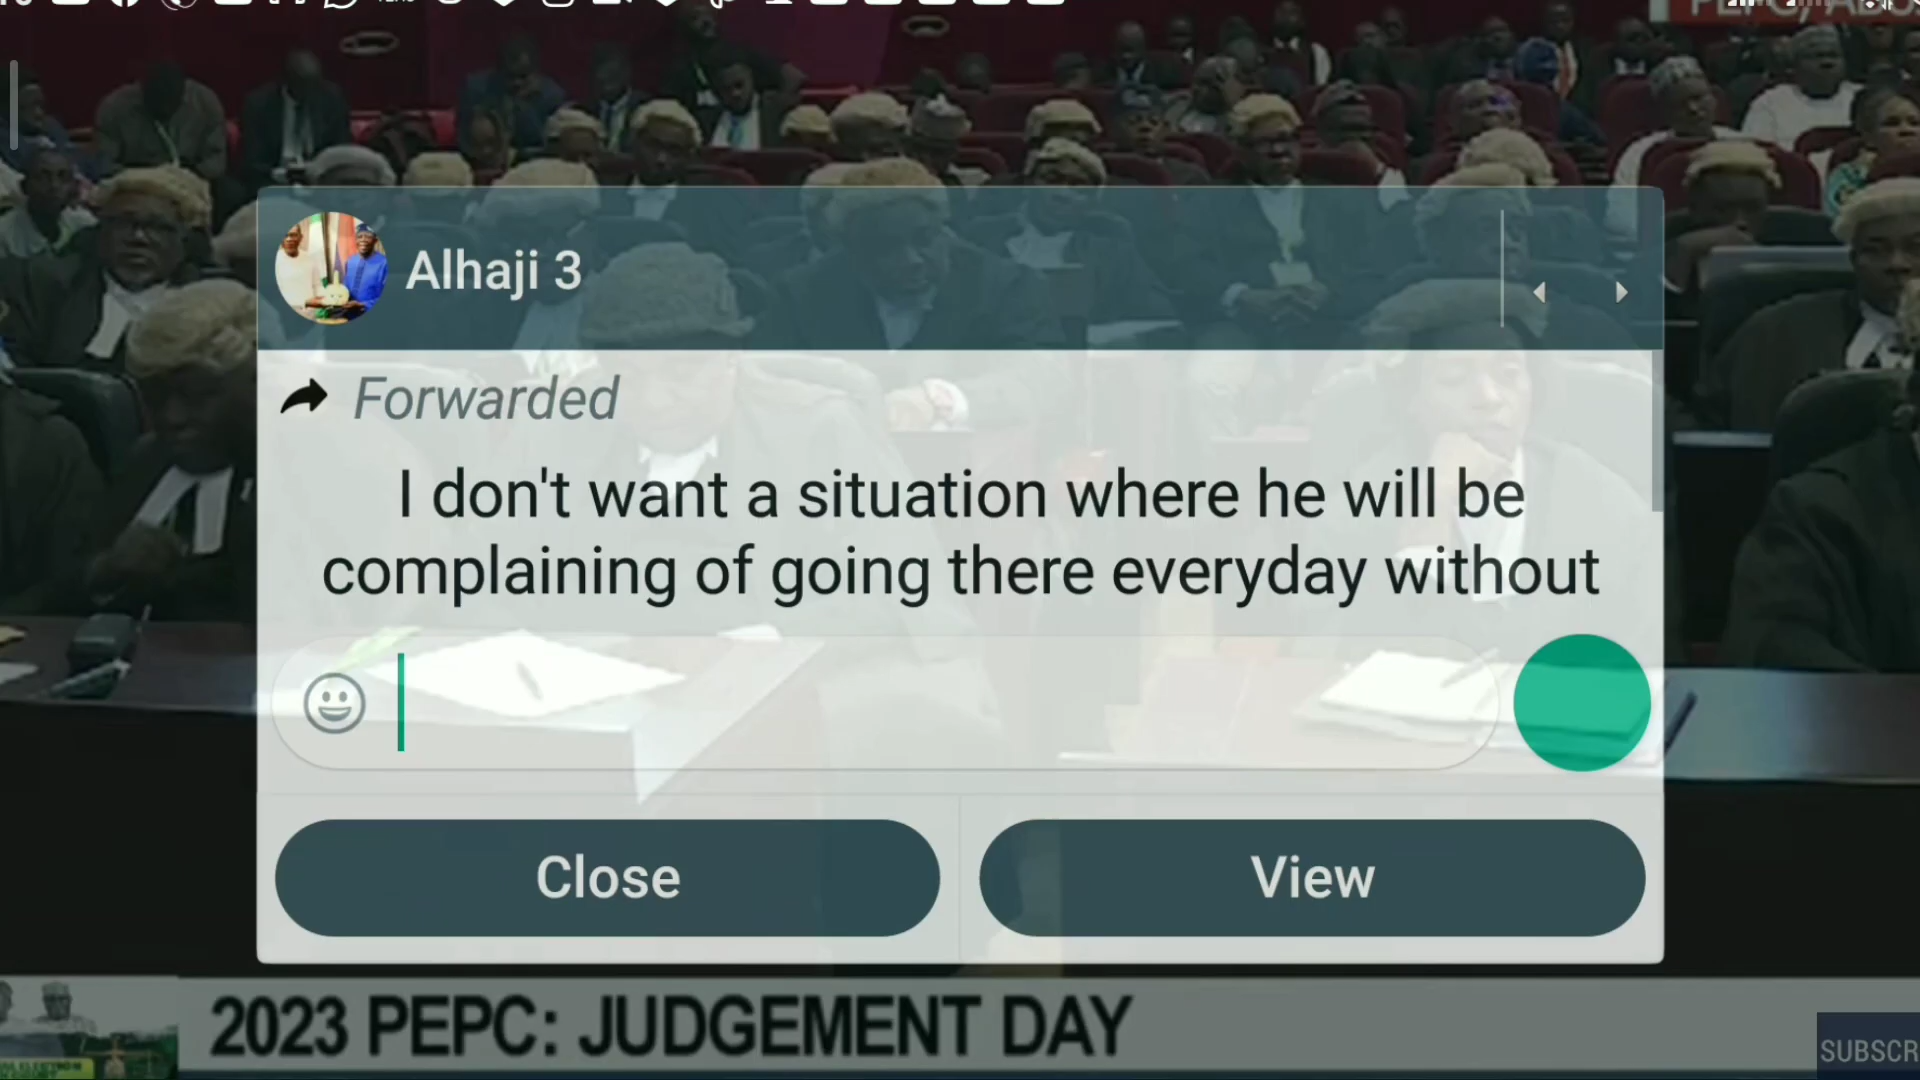 Alhaji 3
Forwarded
I don't want a situation where he will be
complaining of going there everyday without
Close
View
2023 PEPC: JUDGEMENT DAY